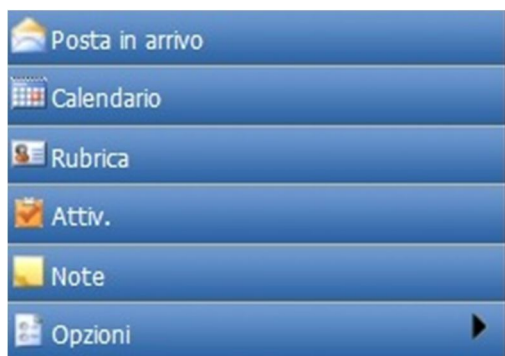 Posta in arrivo
Calendario
Rubrica
Attiv.
Note
Opzioni